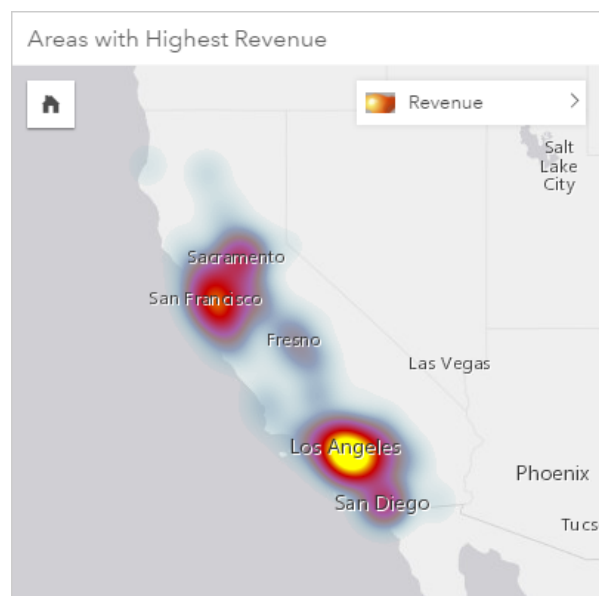 Areas with Highest Revenue
Revenue
Salt
Lake
City
Sacramento
San Francisco
Fresno
Las Vegas
Los Angeles
Phoenix
San Diego
Tucs